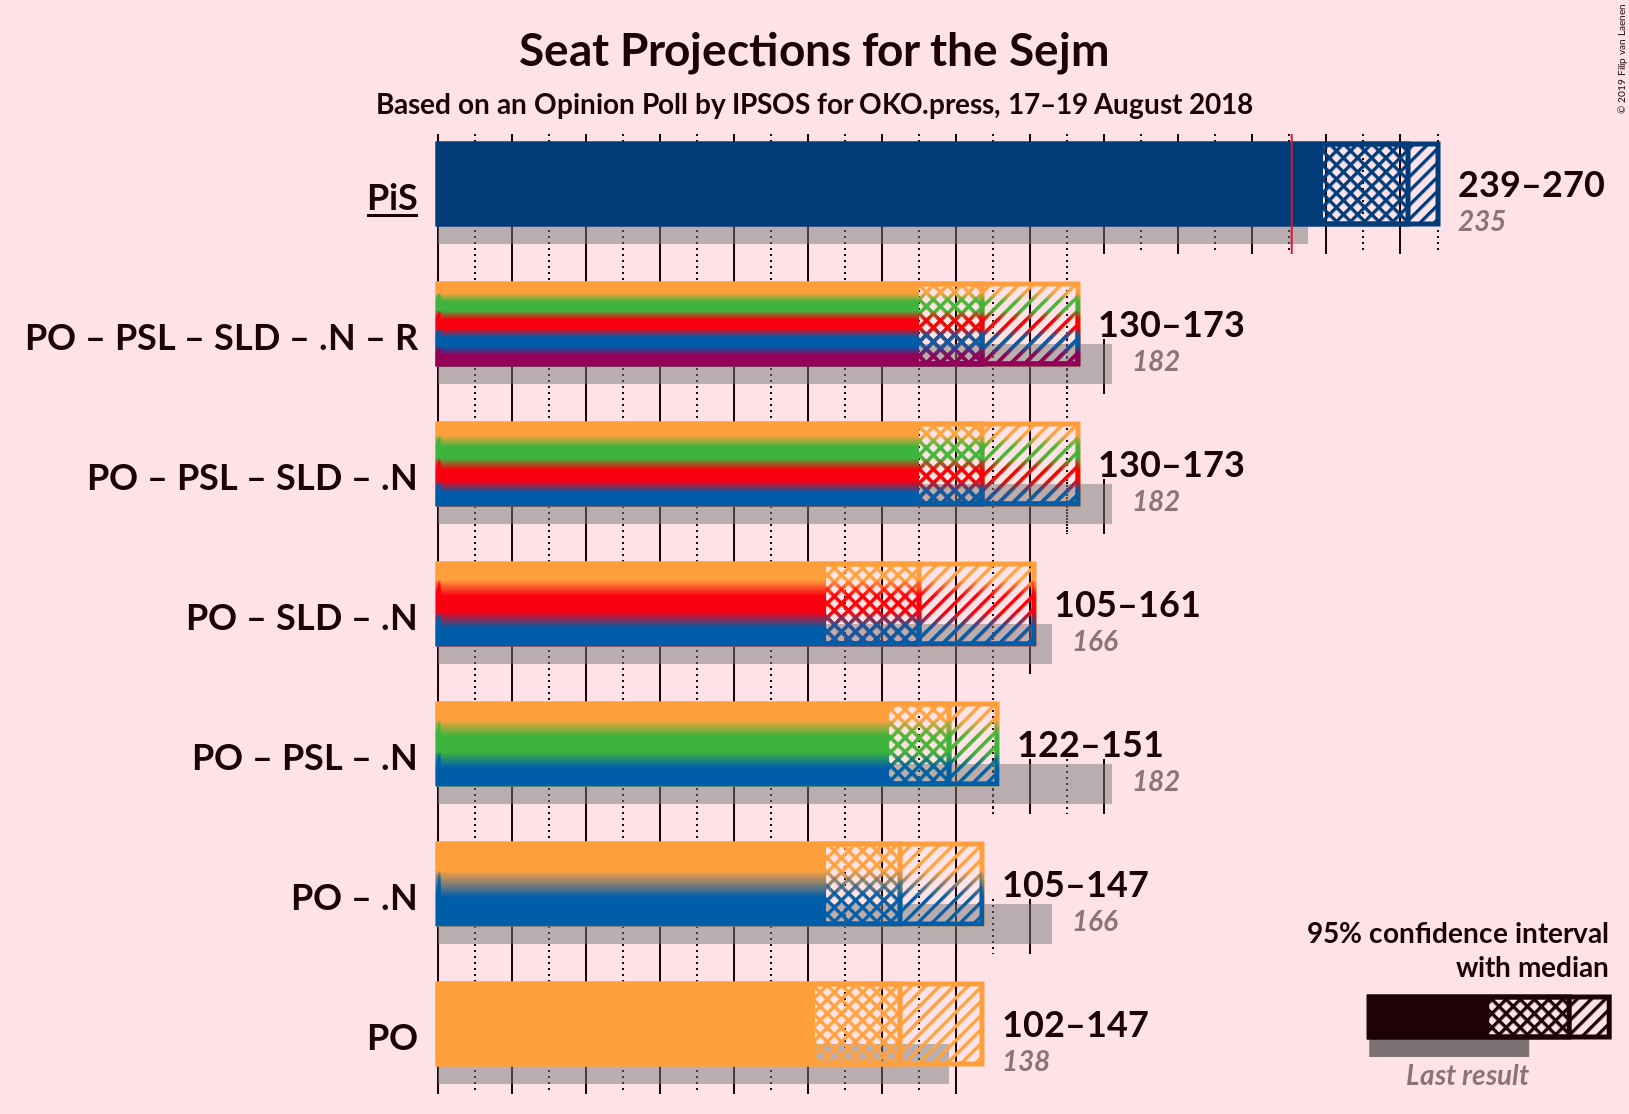 Seat Projections for the Sejm
Based on an Opinion Poll by IPSOS for OKO.press, 17–19 August 2018
© 2019 Filip van Laenen
PiS
239–270
235
PO – PSL – SLD – .N – R
130–173
182
PO – PSL – SLD – .N
130–173
182
PO – SLD – .N
105–161
166
PO – PSL – .N
122–151
182
PO – .N
105–147
166
PO
102–147
138
95% confidence interval
with median
Last result